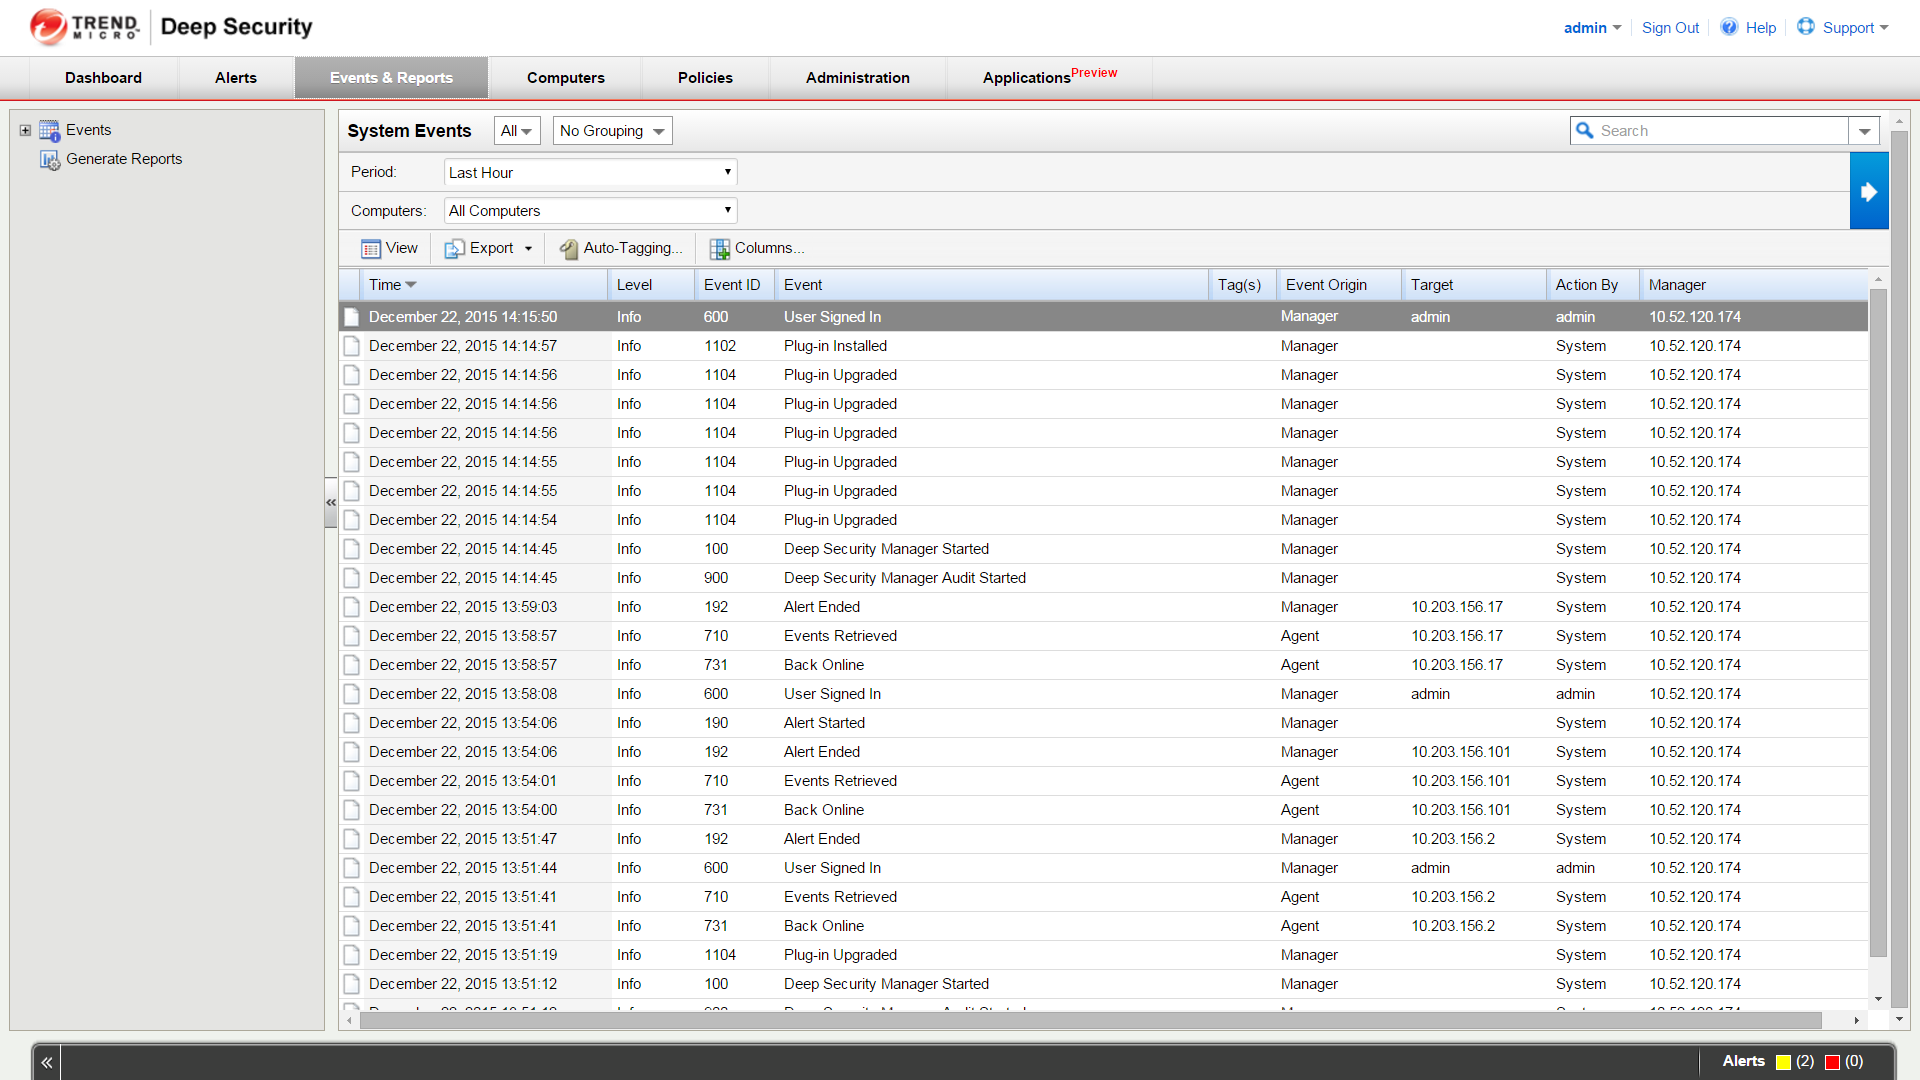 TREND MICRO | Deep Security
admin Sign Out Help Support
Dashboard Alerts Events & Reports Computers Policies Administration Applications Preview
Events
Generate Reports
System Events All No Grouping Search
Period: Last Hour
Computers: All Computers
View Export Auto-Tagging... Columns...
Time Level Event ID Event Tag(s) Event Origin Target Action By Manager
December 22, 2015 14:15:50 Info 600 User Signed In Manager admin admin 10.52.120.174
December 22, 2015 14:14:57 Info 1102 Plug-in Installed Manager System 10.52.120.174
December 22, 2015 14:14:56 Info 1104 Plug-in Upgraded Manager System 10.52.120.174
December 22, 2015 14:14:56 Info 1104 Plug-in Upgraded Manager System 10.52.120.174
December 22, 2015 14:14:56 Info 1104 Plug-in Upgraded Manager System 10.52.120.174
December 22, 2015 14:14:55 Info 1104 Plug-in Upgraded Manager System 10.52.120.174
December 22, 2015 14:14:55 Info 1104 Plug-in Upgraded Manager System 10.52.120.174
December 22, 2015 14:14:54 Info 1104 Plug-in Upgraded Manager System 10.52.120.174
December 22, 2015 14:14:45 Info 100 Deep Security Manager Started Manager System 10.52.120.174
December 22, 2015 14:14:45 Info 900 Deep Security Manager Audit Started Manager System 10.52.120.174
December 22, 2015 13:59:03 Info 192 Alert Ended Manager 10.203.156.17 System 10.52.120.174
December 22, 2015 13:58:57 Info 710 Events Retrieved Agent 10.203.156.17 System 10.52.120.174
December 22, 2015 13:58:57 Info 731 Back Online Agent 10.203.156.17 System 10.52.120.174
December 22, 2015 13:58:08 Info 600 User Signed In Manager admin admin 10.52.120.174
December 22, 2015 13:54:06 Info 190 Alert Started Manager System 10.52.120.174
December 22, 2015 13:54:06 Info 192 Alert Ended Manager 10.203.156.101 System 10.52.120.174
December 22, 2015 13:54:01 Info 710 Events Retrieved Agent 10.203.156.101 System 10.52.120.174
December 22, 2015 13:54:00 Info 731 Back Online Agent 10.203.156.101 System 10.52.120.174
December 22, 2015 13:51:47 Info 192 Alert Ended Manager 10.203.156.2 System 10.52.120.174
December 22, 2015 13:51:44 Info 600 User Signed In Manager admin admin 10.52.120.174
December 22, 2015 13:51:41 Info 710 Events Retrieved Agent 10.203.156.2 System 10.52.120.174
December 22, 2015 13:51:41 Info 731 Back Online Agent 10.203.156.2 System 10.52.120.174
December 22, 2015 13:51:19 Info 1104 Plug-in Upgraded Manager System 10.52.120.174
December 22, 2015 13:51:12 Info 100 Deep Security Manager Started Manager System 10.52.120.174
Alerts (2) (0)